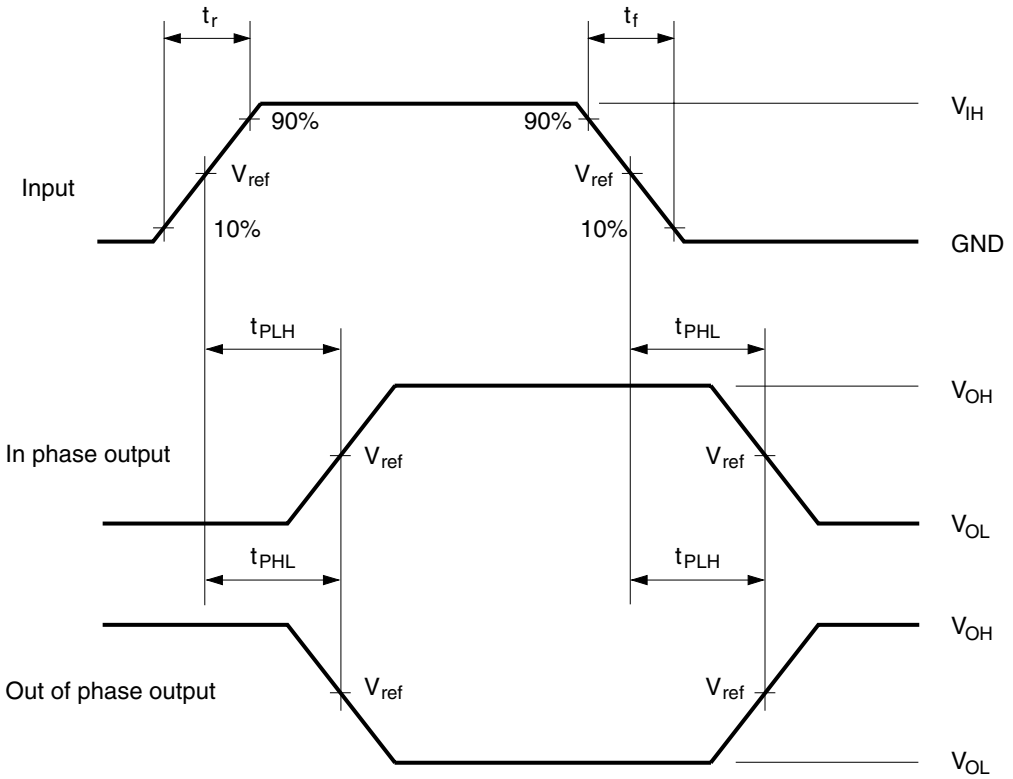 tr
tf
VIH
90%
90%
Vref
Vref
Input
10%
10%
GND
tPLH
tPHL
VOH
In phase output
Vref
Vref
VOL
tPHL
tPLH
VOH
Out of phase output
Vref
Vref
VOL